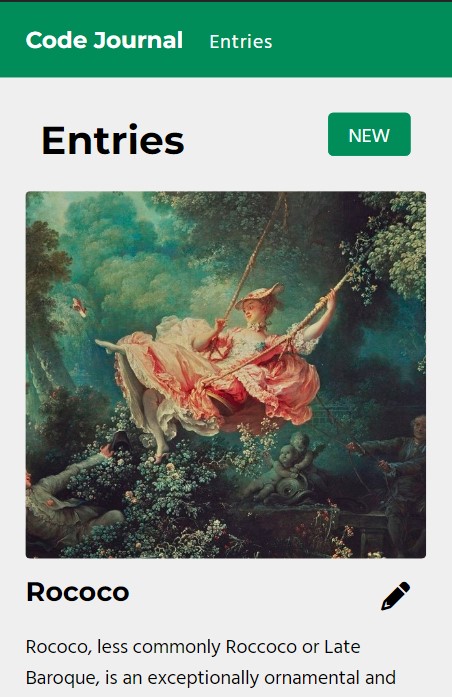 Code Journal Entries
Entries
NEW
Rococo
Rococo, less commonly Roccoco or Late
Baroque, is an exceptionally ornamental and